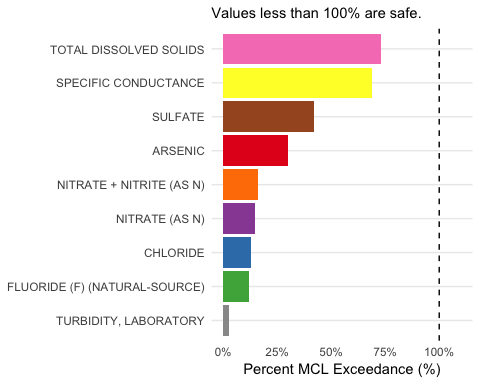 Values less than 100% are safe.
TOTAL DISSOLVED SOLIDS
SPECIFIC CONDUCTANCE
SULFATE
ARSENIC
NITRATE + NITRITE (AS N)
NITRATE (AS N)
CHLORIDE
FLUORIDE (F) (NATURAL-SOURCE)
TURBIDITY, LABORATORY
0% 25% 50% 75% 100%
Percent MCL Exceedance (%)